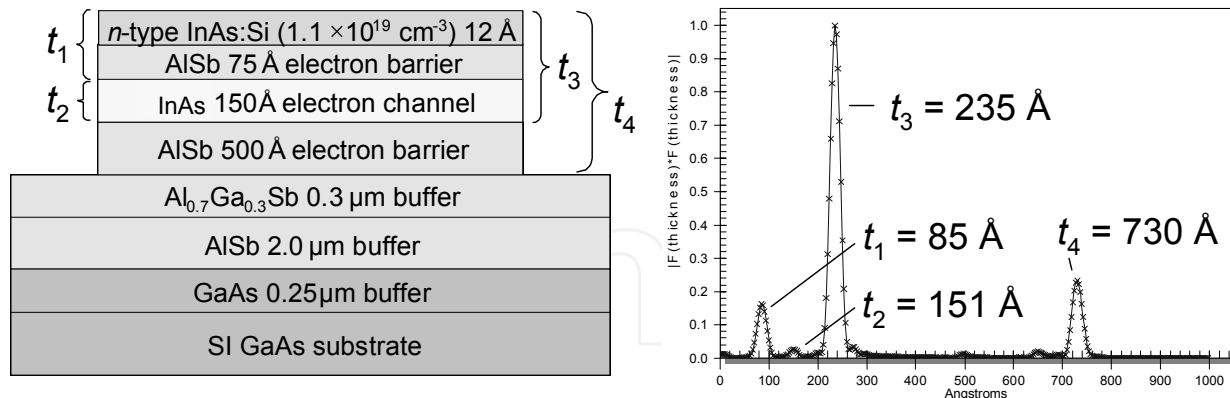 n-type InAs:Si (1.1 ×10¹⁹ cm⁻³) 12 Å
AlSb 75 Å electron barrier
InAs 150Å electron channel
AlSb 500 Å electron barrier
Al₀.₇Ga₀.₃Sb 0.3 µm buffer
AlSb 2.0 µm buffer
GaAs 0.25µm buffer
SI GaAs substrate
t₁
t₂
t₃
t₄
|F(thickness)*F(thickness)|
1.0
0.9
0.8
0.7
0.6
0.5
0.4
0.3
0.2
0.1
0.0
t₃ = 235 Å
t₁ = 85 Å
t₄ = 730 Å
t₂ = 151 Å
0 100 200 300 400 500 600 700 800 900 1000
Angstroms